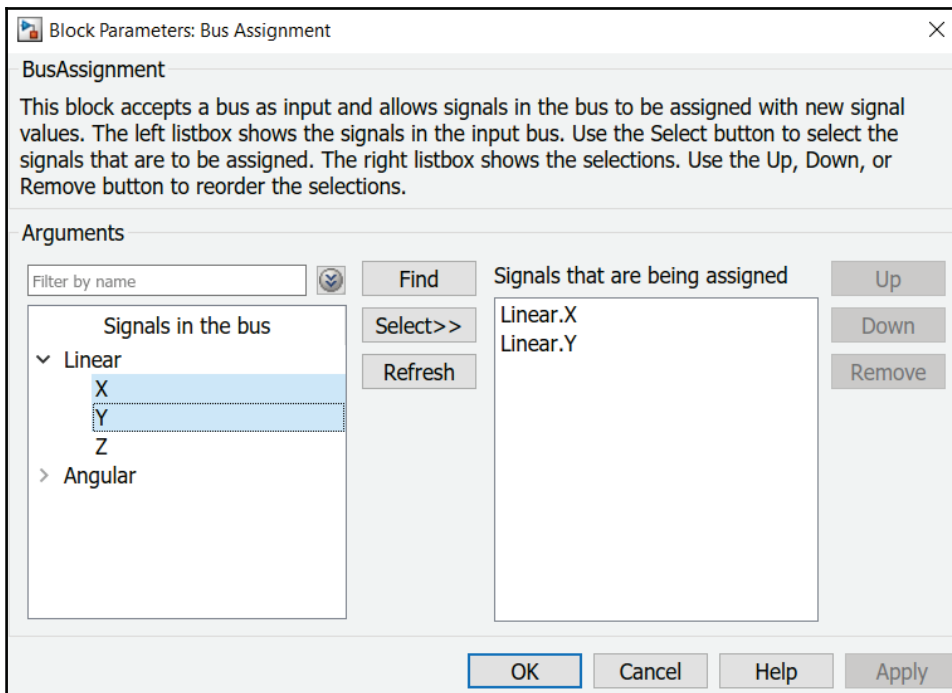 Block Parameters: Bus Assignment
BusAssignment
This block accepts a bus as input and allows signals in the bus to be assigned with new signal
values. The left listbox shows the signals in the input bus. Use the Select button to select the
signals that are to be assigned. The right listbox shows the selections. Use the Up, Down, or
Remove button to reorder the selections.
Arguments
Filter by name
Find
Select>>
Refresh
Signals in the bus
Linear
X
Y
Z
Angular
Signals that are being assigned
Linear.X
Linear.Y
Up
Down
Remove
OK
Cancel
Help
Apply